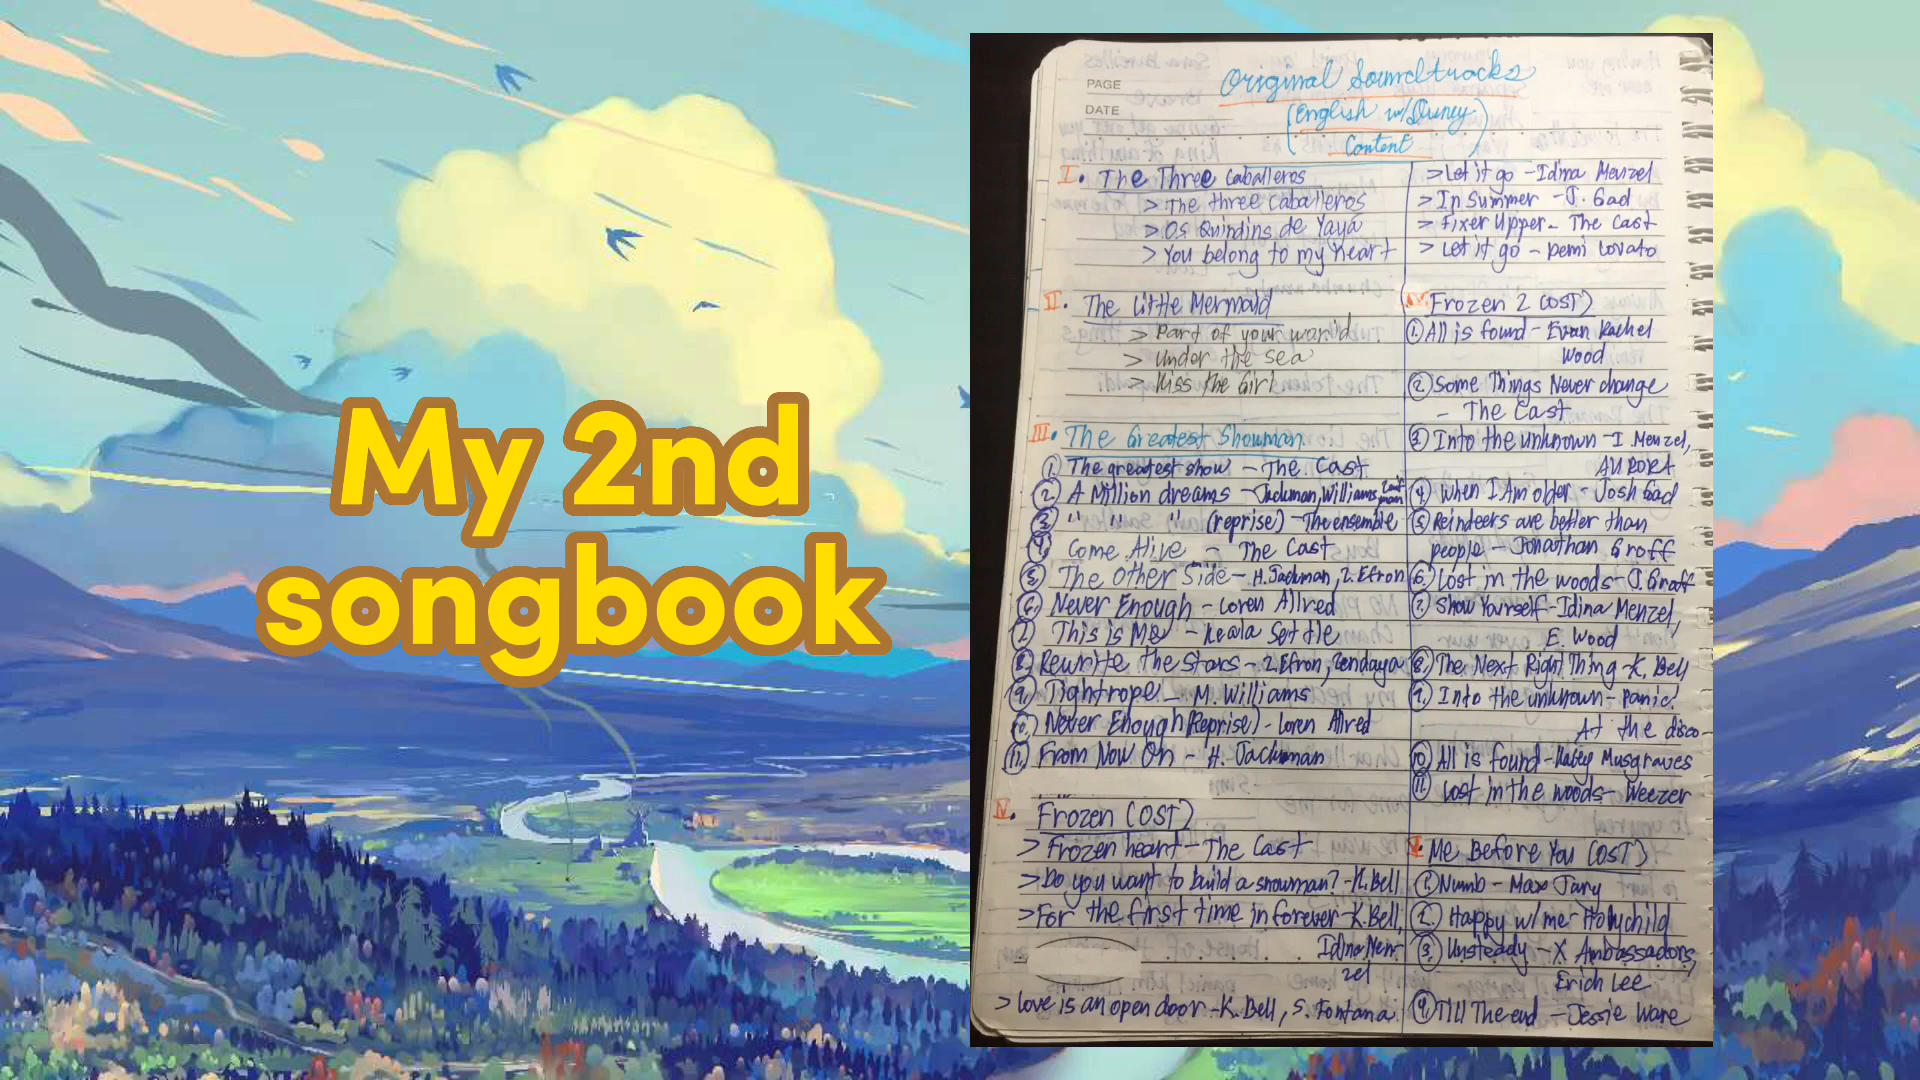 My 2nd
songbook
PAGE
DATE
Original Soundtracks
(English w/Disney)
Content
I. The Three Caballeros
> The three Caballeros
> Os Quindins de Yaya
> You belong to my heart
II. The Little Mermaid
> Part of your world
> under the sea
> Kiss the Girl
III. The Greatest Showman
1. The greatest show - The Cast
2. A Million dreams - Jackman, Williams,
3. " " " (reprise) - The ensemble
4. Come Alive - The Cast
5. The Other Side - H. Jackman, Z. Efron
6. Never Enough - Loren Allred
7. This is Me - Keala Settle
8. Rewrite the Stars - Z. Efron, Zendaya
9. Tightrope - M. Williams
10. Never Enough (Reprise) - Loren Allred
11. From Now On - H. Jackman
IV. Frozen (OST)
> Frozen heart - The Cast
> Do you want to build a snowman? - K. Bell
> For the first time in forever - K. Bell,
Idina Men-
zel
> Love is an open door - K. Bell, S. Fontana
> Let it go - Idina Menzel
> In Summer - J. Gad
> Fixer Upper - The Cast
> Let it go - Demi Lovato
Frozen 2 (OST)
1. All is found - Evan Rachel
Wood
2. Some Things Never change
- The Cast
3. Into the unknown - I. Menzel,
AURORA
4. When I Am older - Josh Gad
5. Reindeers are better than
people - Jonathan Groff
6. Lost in the woods - J. Groff
7. Show Yourself - Idina Menzel,
E. Wood
8. The Next Right Thing - K. Bell
9. Into the unknown - Panic!
At the disco
10. All is found - Kacey Musgraves
11. Lost in the woods - Weezer
Me Before You (OST)
1. Numb - Max Jury
2. Happy w/ me - Holychild
3. Unsteady - X Ambassadors,
Erich Lee
4. Till The end - Jessie Ware